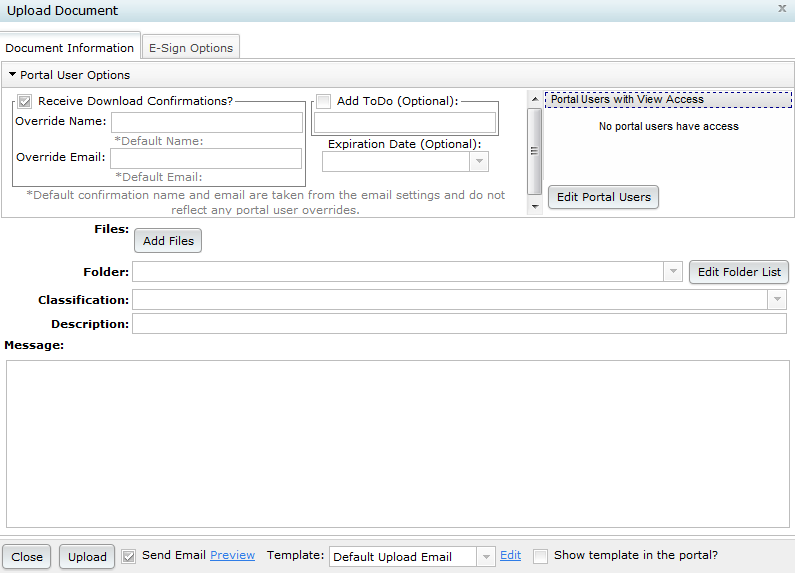 Upload Document x
Document Information E-Sign Options
Portal User Options
Receive Download Confirmations? Add ToDo (Optional): Portal Users with View Access
Override Name:
*Default Name:
No portal users have access
Expiration Date (Optional):
Override Email:
*Default Email:
*Default confirmation name and email are taken from the email settings and do not
reflect any portal user overrides.
Edit Portal Users
Files: Add Files
Folder: Edit Folder List
Classification:
Description:
Message:
Close Upload Send Email Preview Template: Default Upload Email Edit Show template in the portal?